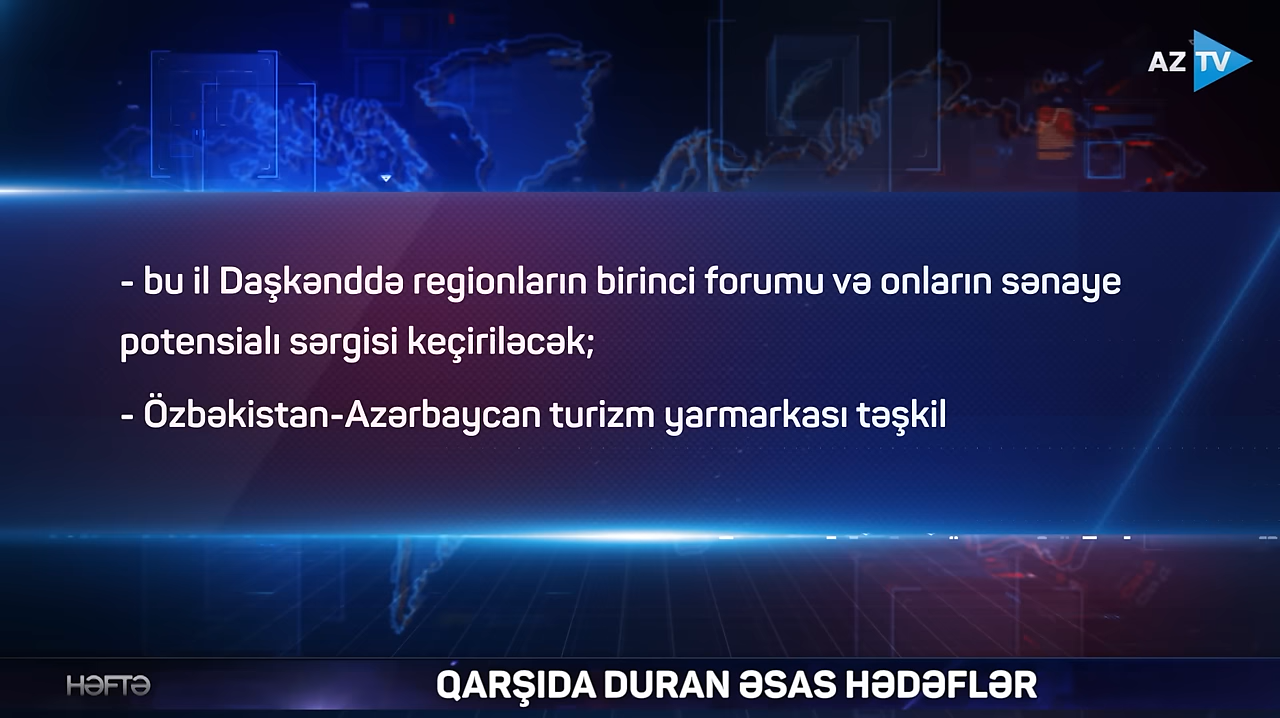 AZ TV
- bu il Daşkənddə regionların birinci forumu və onların sənaye
potensialı sərgisi keçiriləcək;
- Özbəkistan-Azərbaycan turizm yarmarkası təşkil
HƏFTƏ
QARŞIDA DURAN ƏSAS HƏDƏFLƏR